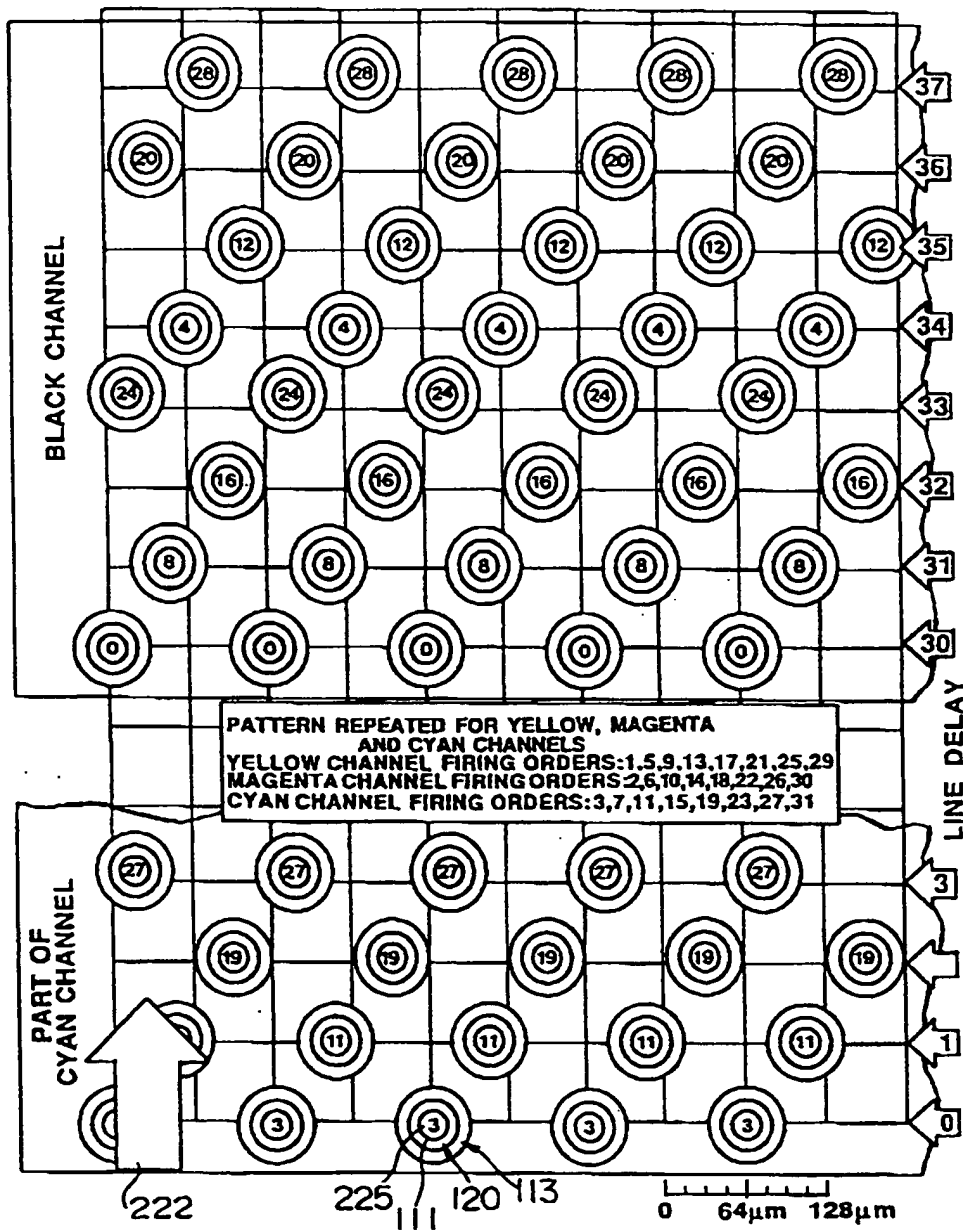 28 28 28 28 28
37
20 20 20 20 20
36
12 12 12 12 12
35
4 4 4 4 4
34
24 24 24 24 24
33
16 16 16 16 16
32
8 8 8 8 8
31
0 0 0 0 0
30
BLACK CHANNEL
LINE DELAY
PATTERN REPEATED FOR YELLOW, MAGENTA
AND CYAN CHANNELS
YELLOW CHANNEL FIRING ORDERS:1,5,9,13,17,21,25,29
MAGENTA CHANNEL FIRING ORDERS:2,6,10,14,18,22,26,30
CYAN CHANNEL FIRING ORDERS:3,7,11,15,19,23,27,31
27 27 27 27 27
3
19 19 19 19 19
11 11 11 11
1
3 3 3 3
0
PART OF
CYAN CHANNEL
222
225
111
120
113
0 64µm 128µm